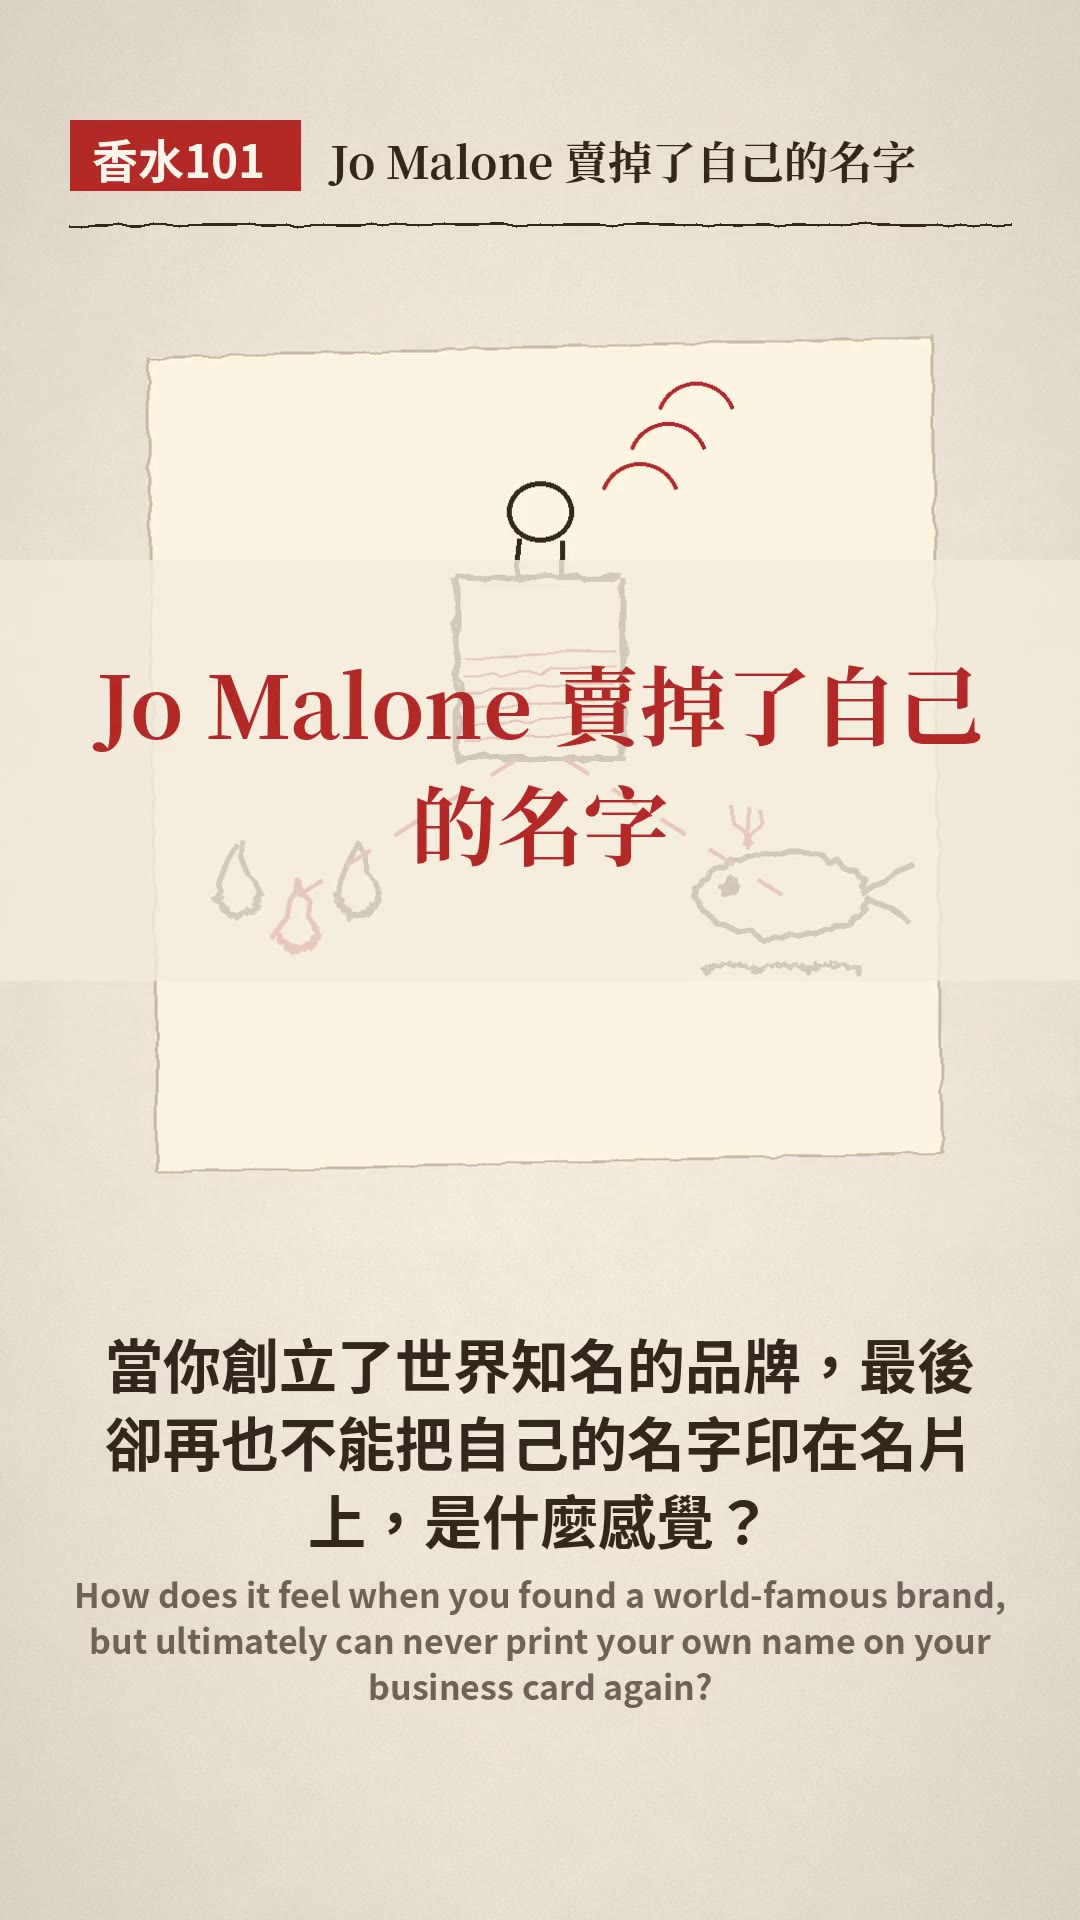 香水101
Jo Malone 賣掉了自己的名字
Jo Malone 賣掉了自己
的名字
當你創立了世界知名的品牌，最後
卻再也不能把自己的名字印在名片
上，是什麼感覺？
How does it feel when you found a world-famous brand,
but ultimately can never print your own name on your
business card again?